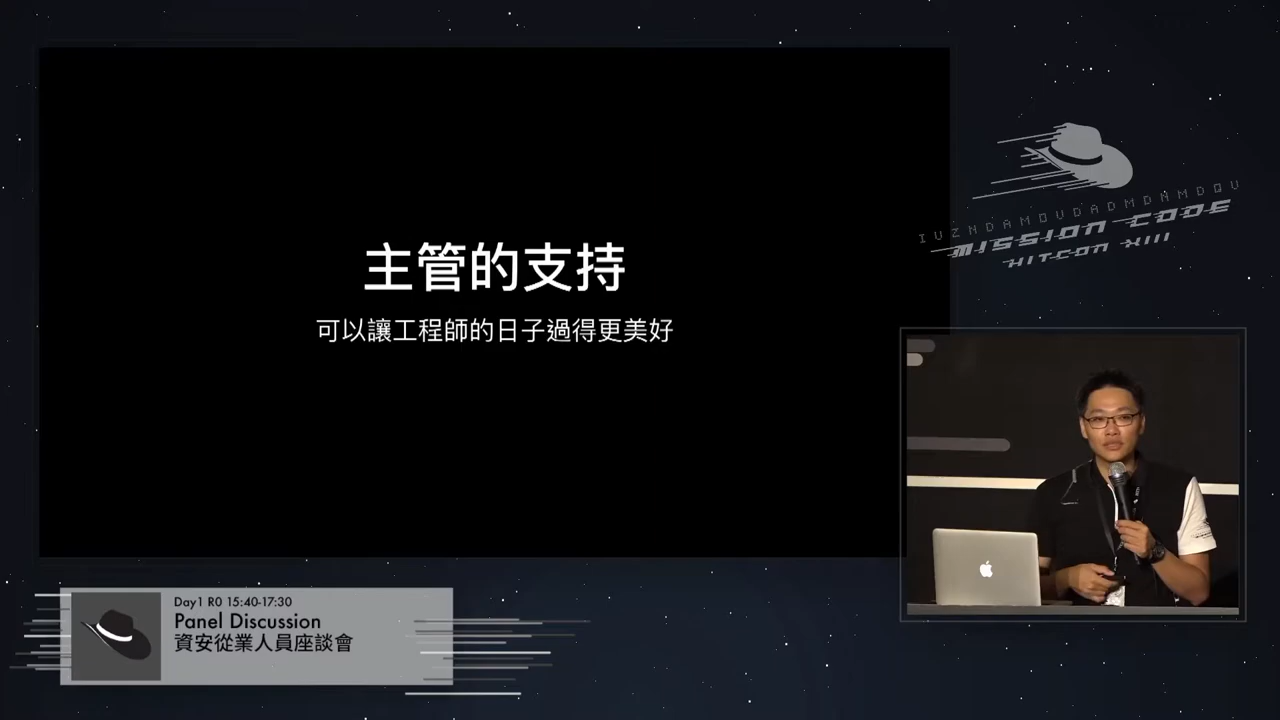 主管的支持
可以讓工程師的日子過得更美好
IUZNDAMOVDADMDNMDQU
MISSION CODE
HITCON XIII
Day1 R0 15:40-17:30
Panel Discussion
資安從業人員座談會